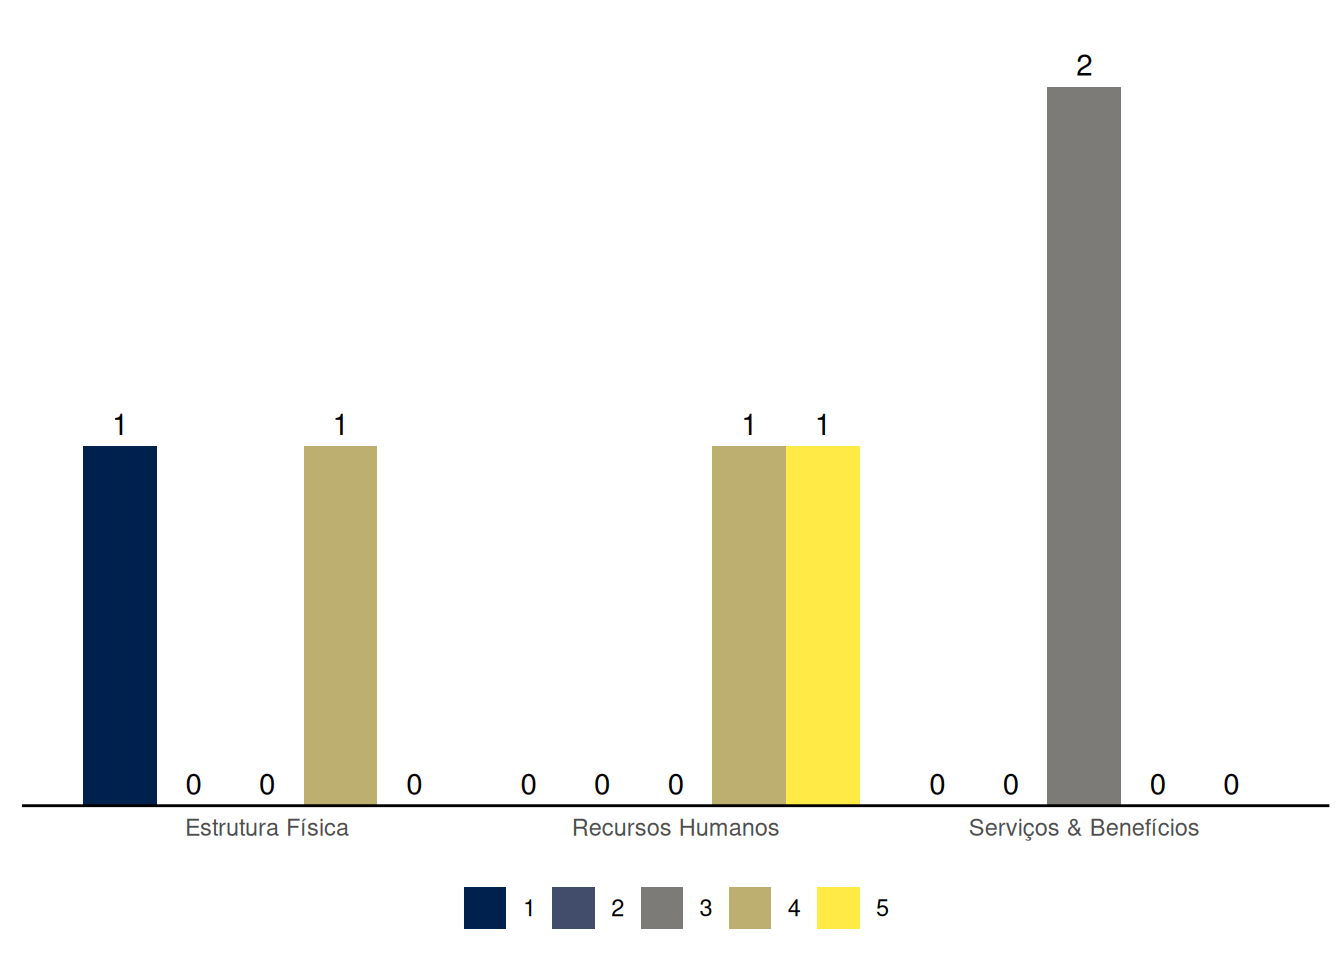 2
1 1 1 1
0 0 0 0 0 0 0 0 0 0
Estrutura Física Recursos Humanos Serviços & Benefícios
1 2 3 4 5